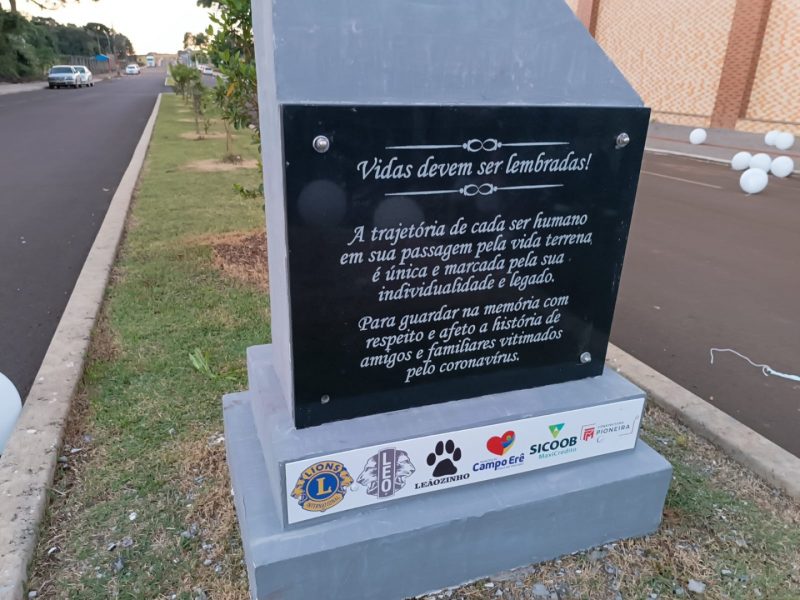 Vidas devem ser lembradas!
A trajetória de cada ser humano
em sua passagem pela vida terrena,
é única e marcada pela sua
individualidade e legado.
Para guardar na memória com
respeito e afeto a história de
amigos e familiares vitimados
pelo coronavírus.
LIONS
L
INTERNATIONAL
LEO
LEÃOZINHO
Campo Erê
SICOOB
MaxiCrédito
PIONEIRA